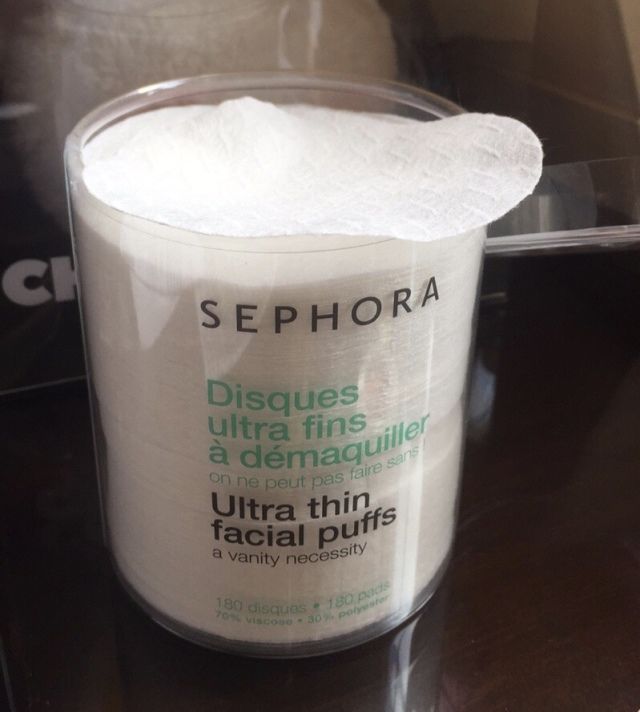 CH
SEPHORA
Disques
ultra fins
à démaquiller
on ne peut pas faire sans !
Ultra thin
facial puffs
a vanity necessity
180 disques • 180 pads
70% viscose • 30% polyester